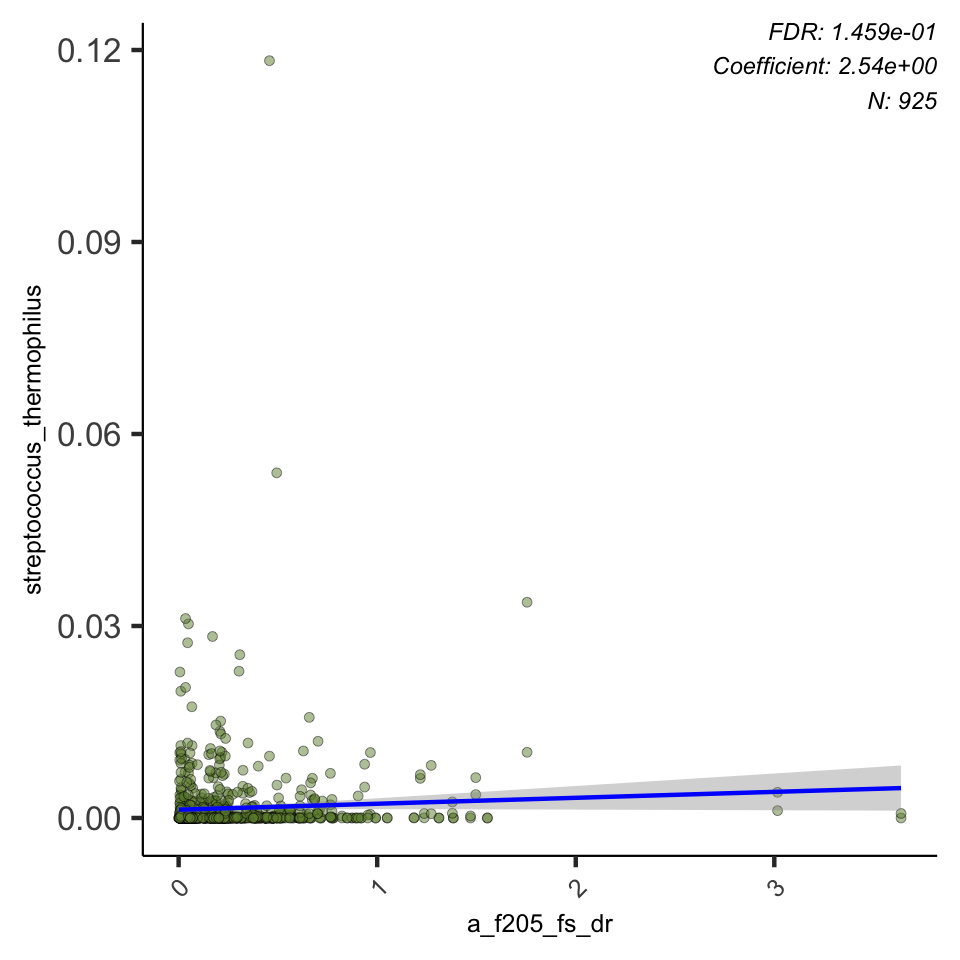 FDR: 1.459e-01
Coefficient: 2.54e+00
N: 925
0.12
0.09
0.06
0.03
0.00
streptococcus_thermophilus
0
1
2
3
a_f205_fs_dr